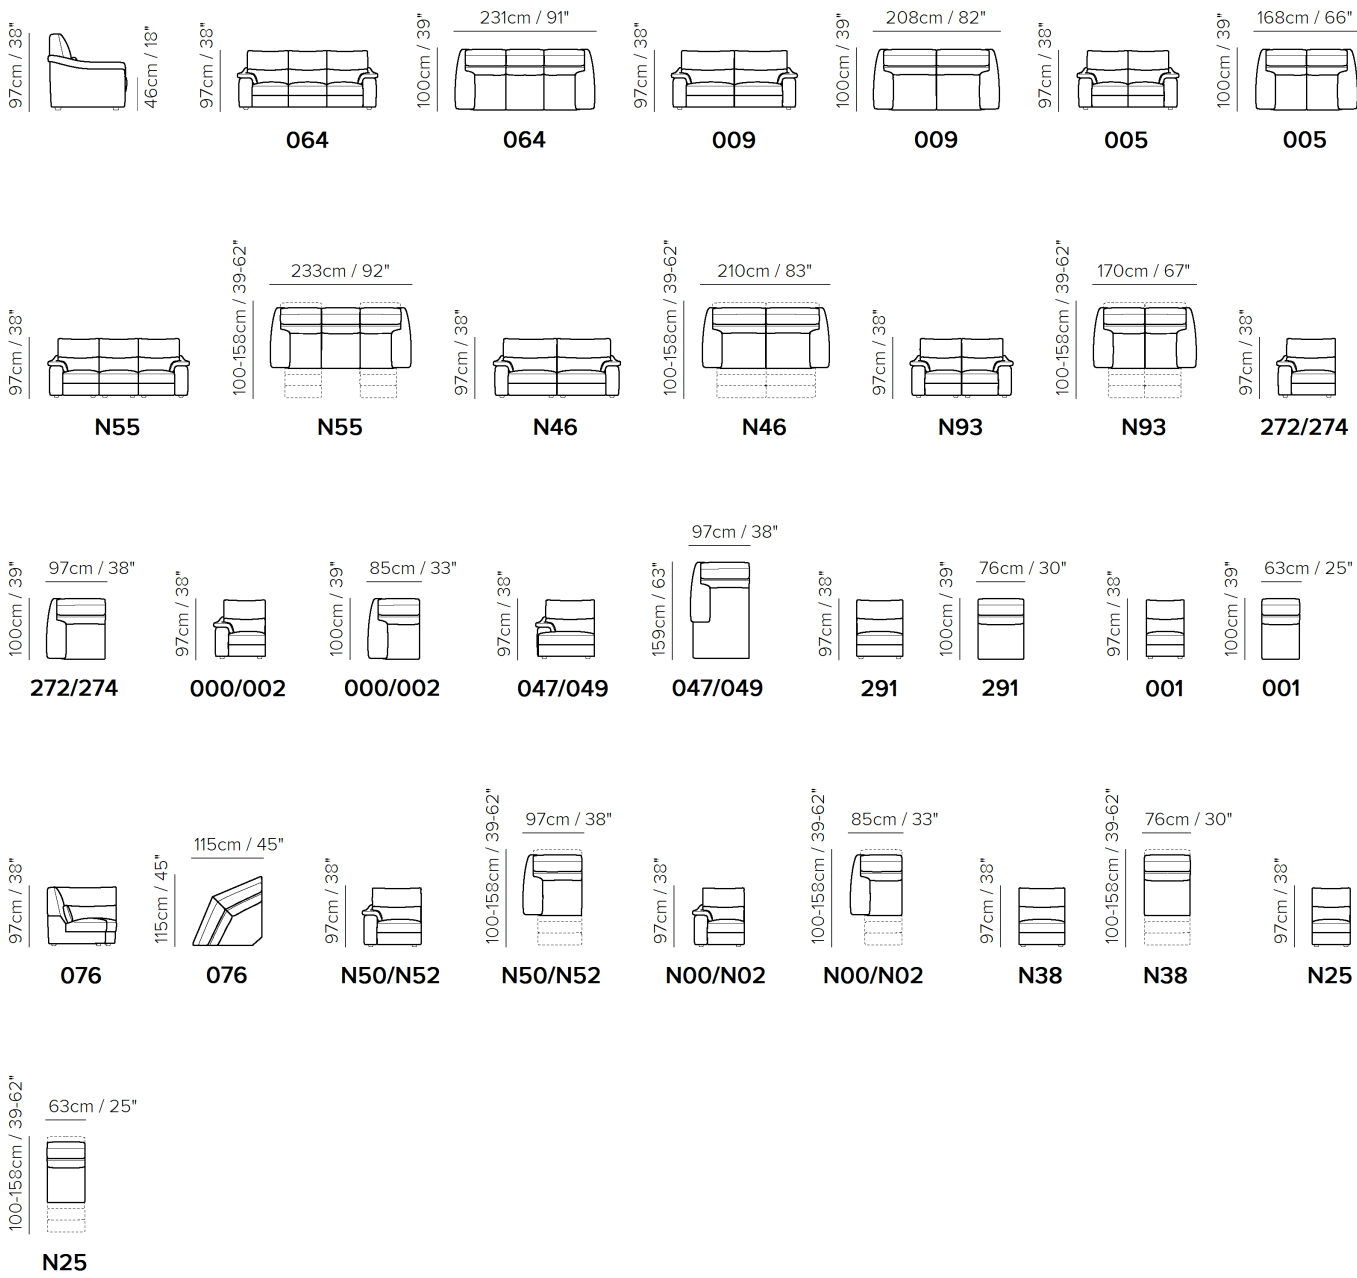 97cm / 38"
46cm / 18"
97cm / 38"
064
100cm / 39"
231cm / 91"
064
97cm / 38"
009
100cm / 39"
208cm / 82"
009
97cm / 38"
005
100cm / 39"
168cm / 66"
005
97cm / 38"
N55
100-158cm / 39-62"
233cm / 92"
N55
97cm / 38"
N46
100-158cm / 39-62"
210cm / 83"
N46
97cm / 38"
N93
100-158cm / 39-62"
170cm / 67"
N93
97cm / 38"
272/274
100cm / 39"
97cm / 38"
272/274
97cm / 38"
000/002
100cm / 39"
85cm / 33"
000/002
97cm / 38"
047/049
159cm / 63"
97cm / 38"
047/049
97cm / 38"
291
100cm / 39"
76cm / 30"
291
97cm / 38"
001
100cm / 39"
63cm / 25"
001
97cm / 38"
076
115cm / 45"
115cm / 45"
076
97cm / 38"
N50/N52
100-158cm / 39-62"
97cm / 38"
N50/N52
97cm / 38"
N00/N02
100-158cm / 39-62"
85cm / 33"
N00/N02
97cm / 38"
N38
100-158cm / 39-62"
76cm / 30"
N38
97cm / 38"
N25
100-158cm / 39-62"
63cm / 25"
N25